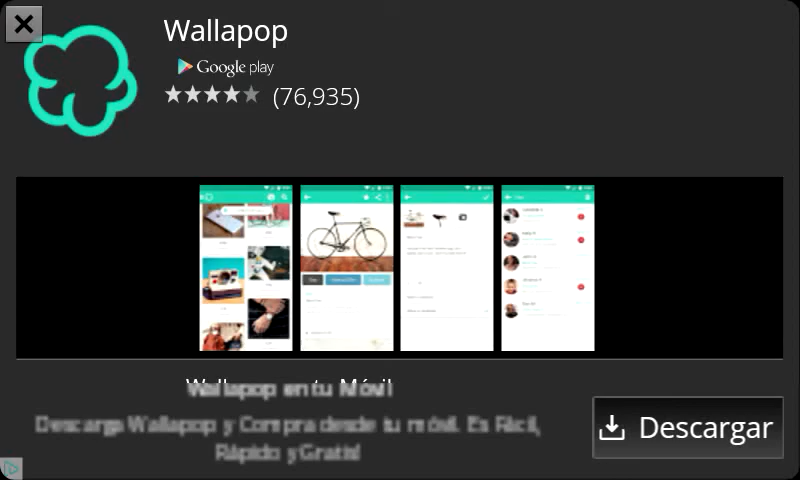 Wallapop
Google play
(76,935)
Wallapop en tu Móvil
Descarga Wallapop y Compra desde tu móvil. Es Fácil,
Rápido y Gratis!
Descargar